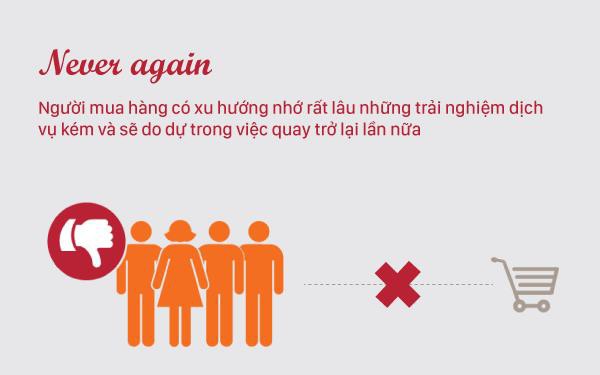 Never again
Người mua hàng có xu hướng nhớ rất lâu những trải nghiệm dịch
vụ kém và sẽ do dự trong việc quay trở lại lần nữa